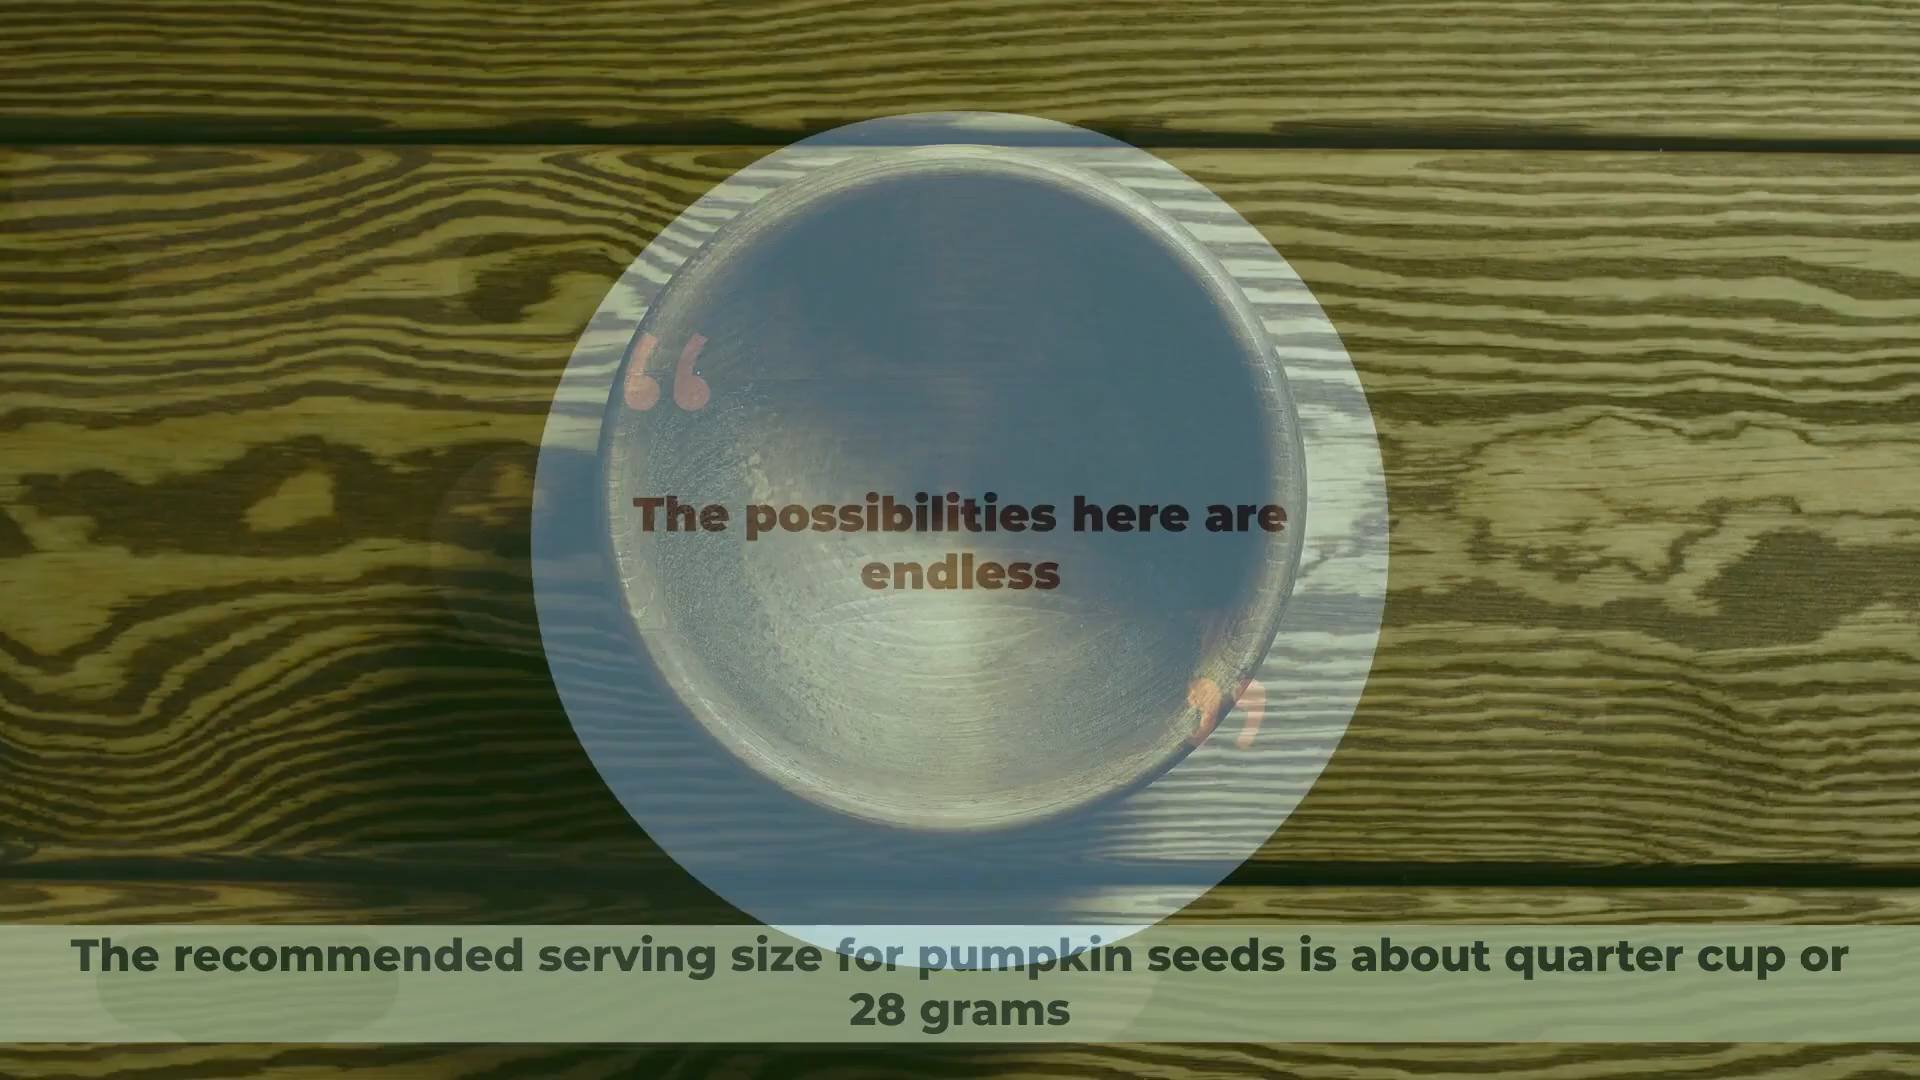 “
The possibilities here are
endless
”
The recommended serving size for pumpkin seeds is about quarter cup or
28 grams